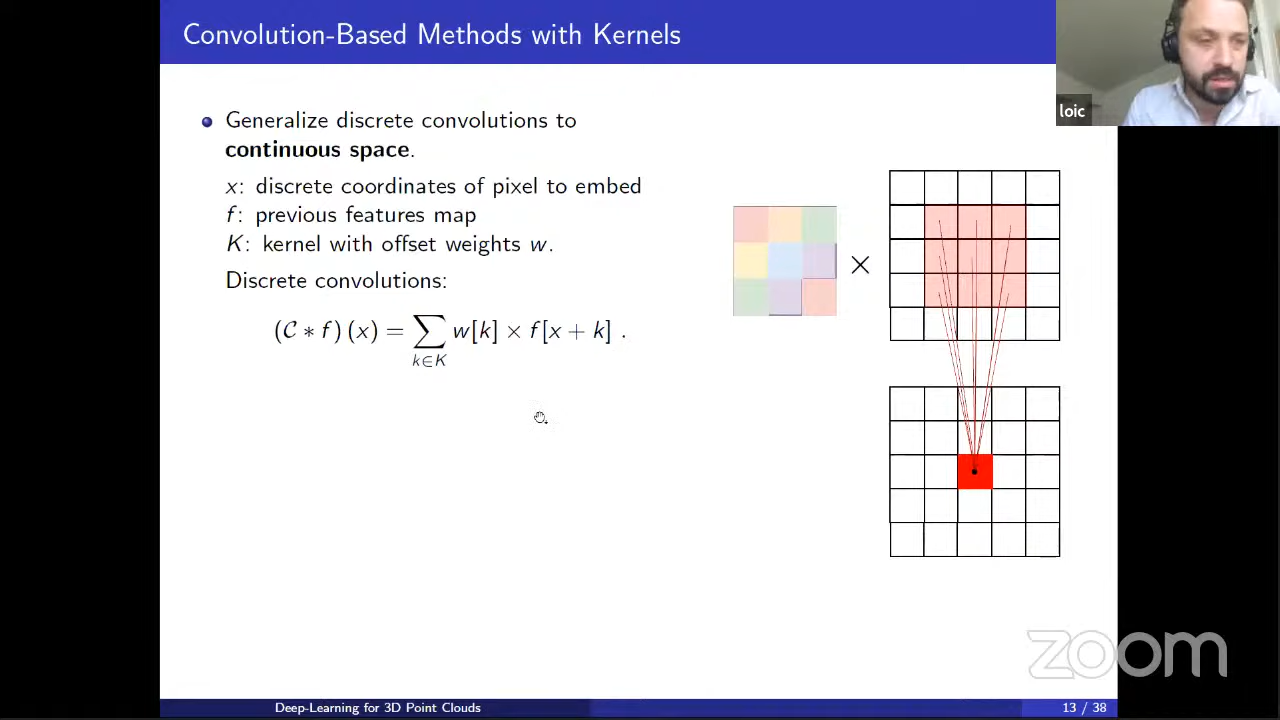 Convolution-Based Methods with Kernels
loic
Generalize discrete convolutions to
continuous space.
x: discrete coordinates of pixel to embed
f: previous features map
K: kernel with offset weights w.
Discrete convolutions:
(𝒞 ∗ f) (x) = ∑ w[k] × f[x + k] .
k∈K
×
zoom
Deep-Learning for 3D Point Clouds
13 / 38